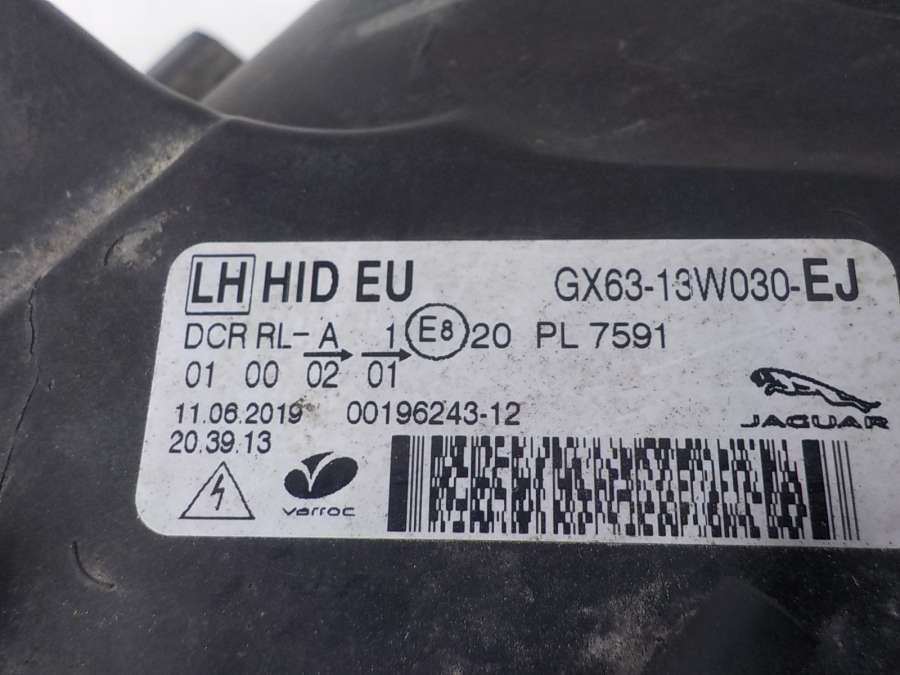 LH HID EU GX63-13W030-EJ
DCR RL-A 1 E8 20 PL 7591
01 00 02 01
JAGUAR
11.06.2019 00196243-12
20.39.13
varroc